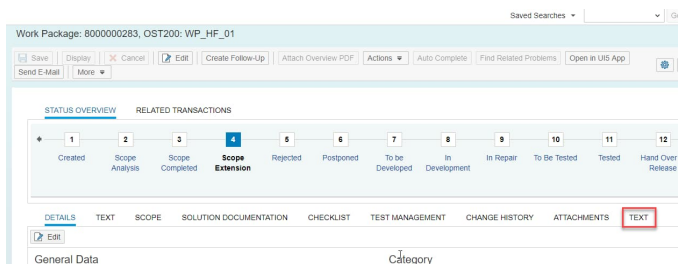 Saved Searches
Work Package: 8000000283, OST200: WP_HF_01
Save Display Cancel Edit Create Follow-Up Attach Overview PDF Actions Auto Complete Find Related Problems Open in UI5 App
Send E-Mail More
STATUS OVERVIEW RELATED TRANSACTIONS
1 2 3 4 5 6 7 8 9 10 11 12
Created Scope Scope Scope Rejected Postponed To be In In Repair To Be Tested Tested Hand Over
Analysis Completed Extension Developed Development Release
DETAILS TEXT SCOPE SOLUTION DOCUMENTATION CHECKLIST TEST MANAGEMENT CHANGE HISTORY ATTACHMENTS TEXT
Edit
General Data Category